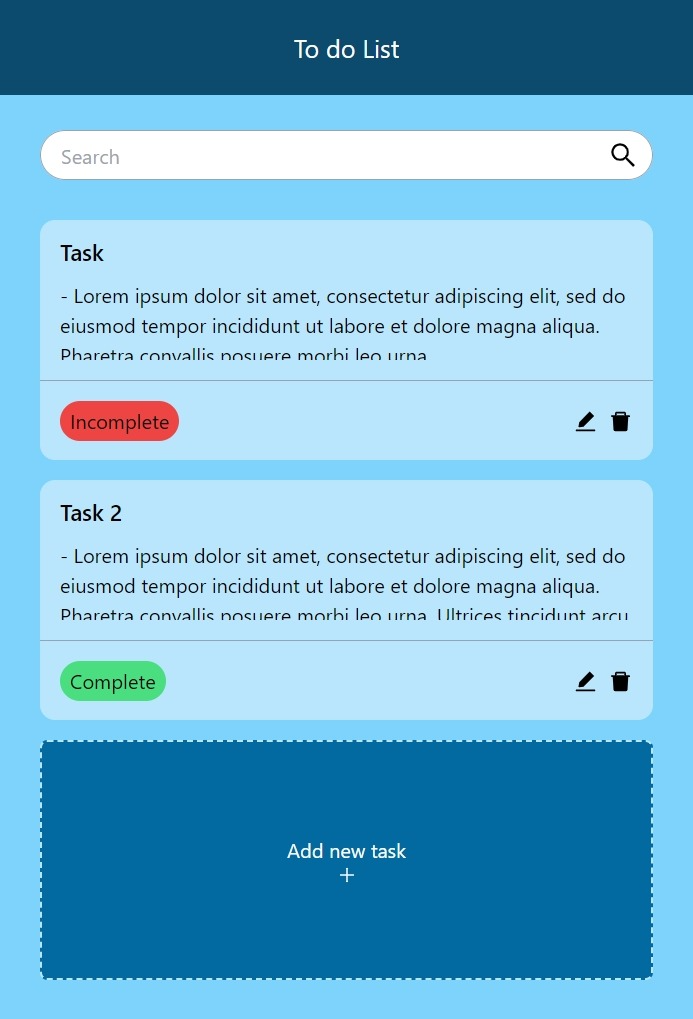 To do List
Search
Task
- Lorem ipsum dolor sit amet, consectetur adipiscing elit, sed do
eiusmod tempor incididunt ut labore et dolore magna aliqua.
Pharetra convallis posuere morbi leo urna.
Incomplete
Task 2
- Lorem ipsum dolor sit amet, consectetur adipiscing elit, sed do
eiusmod tempor incididunt ut labore et dolore magna aliqua.
Pharetra convallis posuere morbi leo urna. Ultrices tincidunt arcu
Complete
Add new task
+